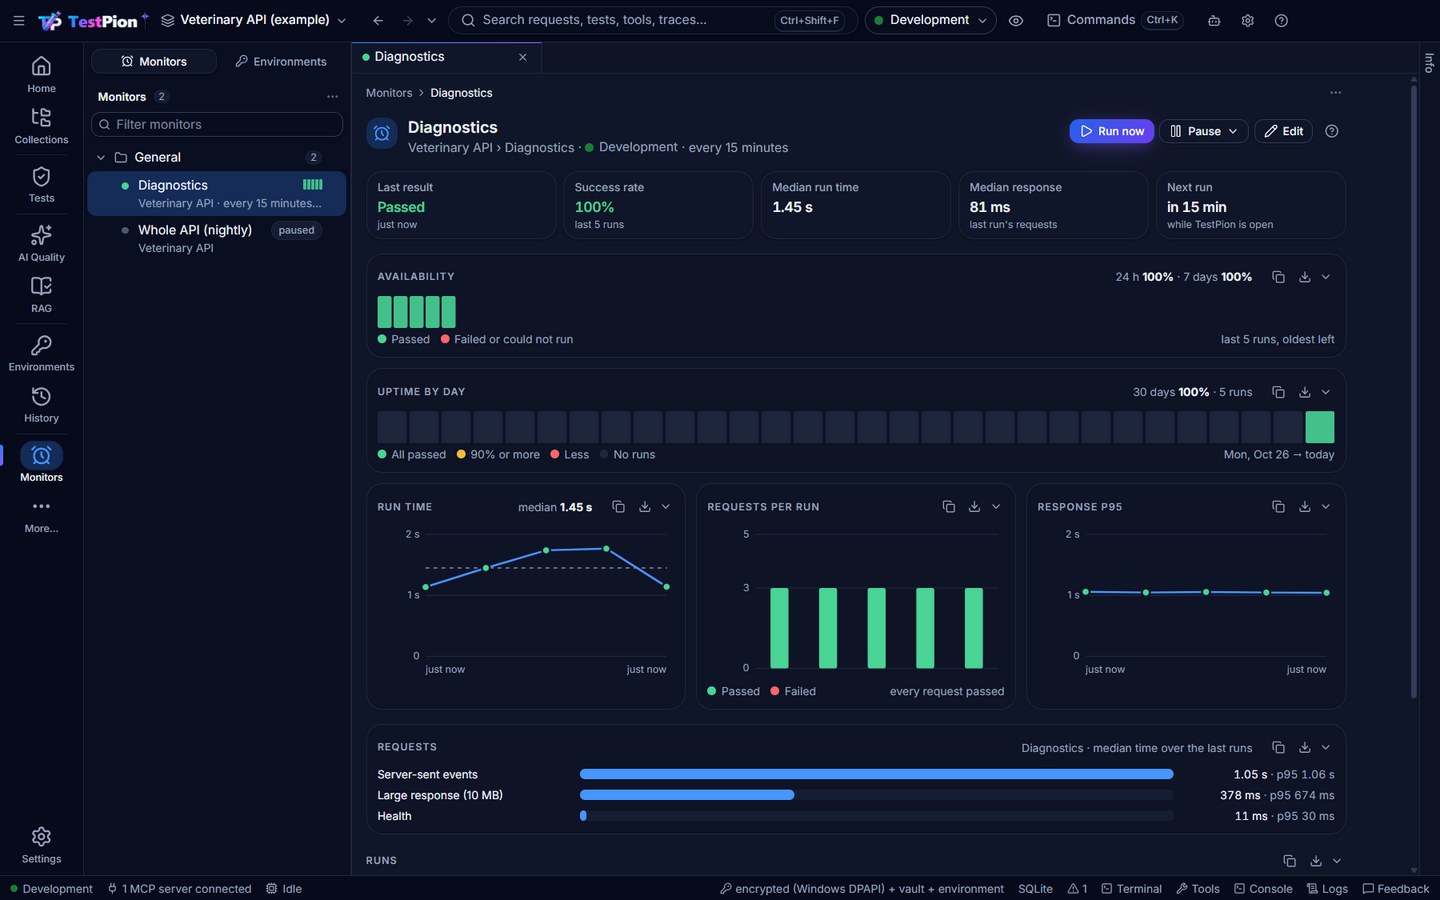 TestPion
Veterinary API (example)
Search requests, tests, tools, traces...
Ctrl+Shift+F
Development
Commands
Ctrl+K
Home
Collections
Tests
AI Quality
RAG
Environments
History
Monitors
More...
Settings
Monitors
Environments
Monitors 2
Filter monitors
General 2
Diagnostics
Veterinary API · every 15 minutes...
Whole API (nightly) paused
Veterinary API
Diagnostics
Info
Monitors > Diagnostics
Diagnostics
Veterinary API › Diagnostics · Development · every 15 minutes
Run now
Pause
Edit
Last result
Passed
just now
Success rate
100%
last 5 runs
Median run time
1.45 s
Median response
81 ms
last run's requests
Next run
in 15 min
while TestPion is open
AVAILABILITY
24 h 100% · 7 days 100%
Passed Failed or could not run
last 5 runs, oldest left
UPTIME BY DAY
30 days 100% · 5 runs
All passed 90% or more Less No runs
Mon, Oct 26 → today
RUN TIME
median 1.45 s
2 s
1 s
0
just now just now
REQUESTS PER RUN
5
3
0
Passed Failed
every request passed
RESPONSE P95
2 s
1 s
0
just now just now
REQUESTS
Diagnostics · median time over the last runs
Server-sent events 1.05 s · p95 1.06 s
Large response (10 MB) 378 ms · p95 674 ms
Health 11 ms · p95 30 ms
RUNS
Development
1 MCP server connected
Idle
encrypted (Windows DPAPI) + vault + environment
SQLite
1
Terminal
Tools
Console
Logs
Feedback